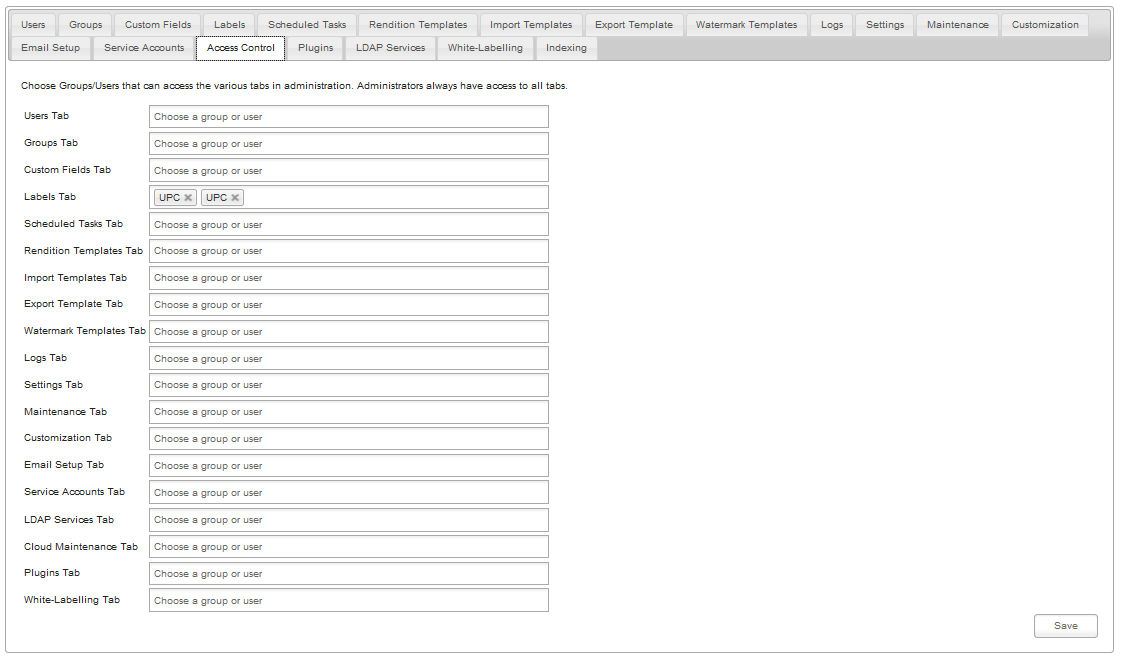 Users Groups Custom Fields Labels Scheduled Tasks Rendition Templates Import Templates Export Template Watermark Templates Logs Settings Maintenance Customization
Email Setup Service Accounts Access Control Plugins LDAP Services White-Labelling Indexing
Choose Groups/Users that can access the various tabs in administration. Administrators always have access to all tabs.
Users Tab Choose a group or user
Groups Tab Choose a group or user
Custom Fields Tab Choose a group or user
Labels Tab UPC UPC
Scheduled Tasks Tab Choose a group or user
Rendition Templates Tab Choose a group or user
Import Templates Tab Choose a group or user
Export Template Tab Choose a group or user
Watermark Templates Tab Choose a group or user
Logs Tab Choose a group or user
Settings Tab Choose a group or user
Maintenance Tab Choose a group or user
Customization Tab Choose a group or user
Email Setup Tab Choose a group or user
Service Accounts Tab Choose a group or user
LDAP Services Tab Choose a group or user
Cloud Maintenance Tab Choose a group or user
Plugins Tab Choose a group or user
White-Labelling Tab Choose a group or user
Save